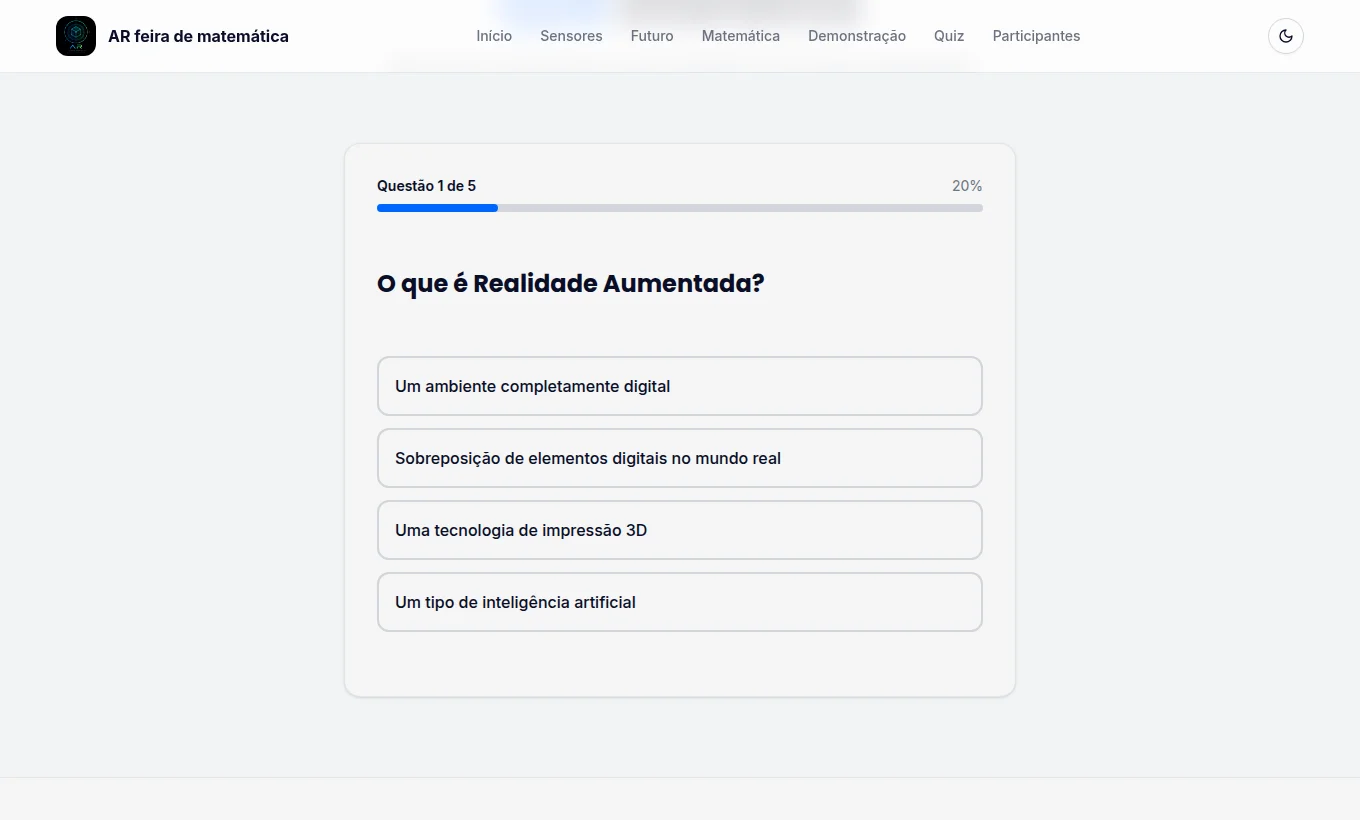 AR feira de matemática
Início
Sensores
Futuro
Matemática
Demonstração
Quiz
Participantes
Questão 1 de 5
20%
O que é Realidade Aumentada?
Um ambiente completamente digital
Sobreposição de elementos digitais no mundo real
Uma tecnologia de impressão 3D
Um tipo de inteligência artificial